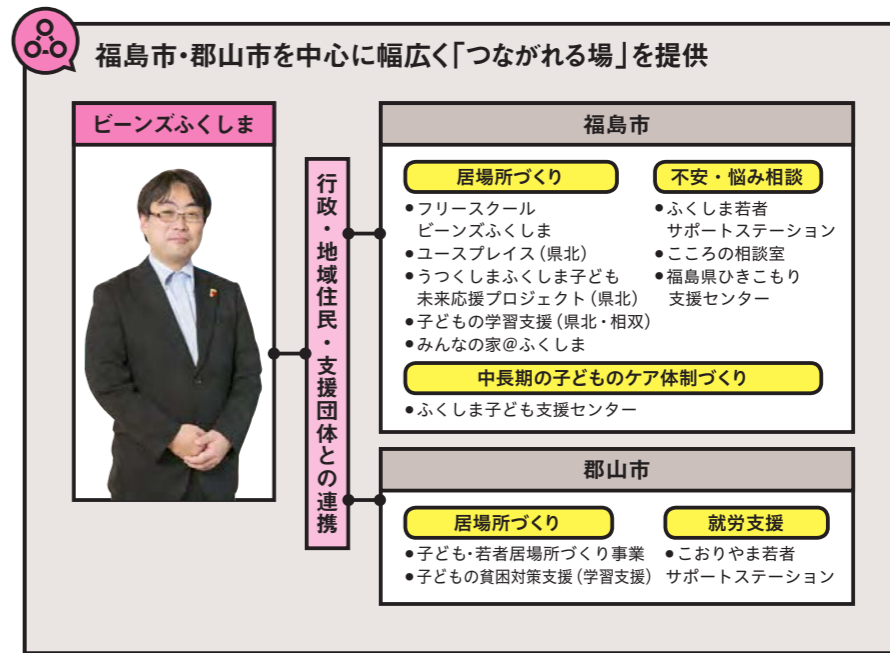 福島市・郡山市を中心に幅広く「つながれる場」を提供
ビーンズふくしま
行政・地域住民・支援団体との連携
福島市
居場所づくり
●フリースクール
ビーンズふくしま
●ユースプレイス(県北)
●うつくしまふくしま子ども
未来応援プロジェクト(県北)
●子どもの学習支援(県北・相双)
●みんなの家@ふくしま
不安・悩み相談
●ふくしま若者
サポートステーション
●こころの相談室
●福島県ひきこもり
支援センター
中長期の子どものケア体制づくり
●ふくしま子ども支援センター
郡山市
居場所づくり
●子ども・若者居場所づくり事業
●子どもの貧困対策支援(学習支援)
就労支援
●こおりやま若者
サポートステーション